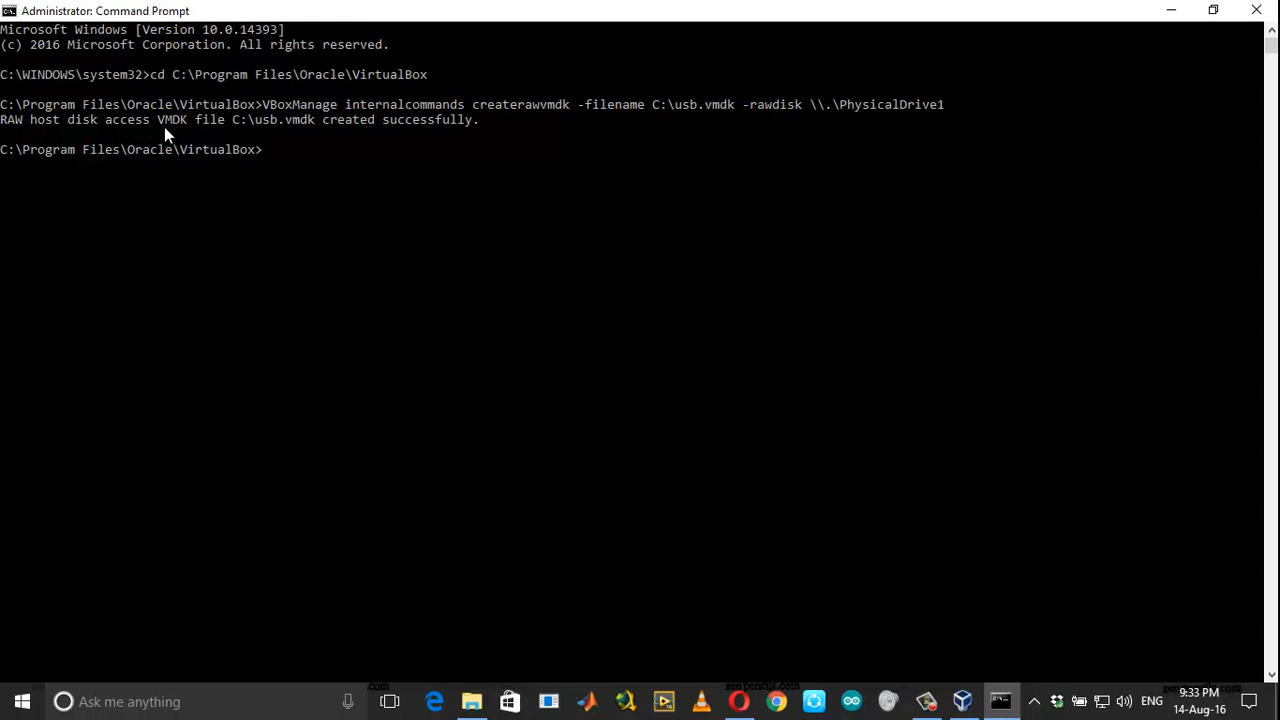 Administrator: Command Prompt
Microsoft Windows [Version 10.0.14393]
(c) 2016 Microsoft Corporation. All rights reserved.
C:\WINDOWS\system32>cd C:\Program Files\Oracle\VirtualBox
C:\Program Files\Oracle\VirtualBox>VBoxManage internalcommands createrawvmdk -filename C:\usb.vmdk -rawdisk \\.\PhysicalDrive1
RAW host disk access VMDK file C:\usb.vmdk created successfully.
C:\Program Files\Oracle\VirtualBox>
Ask me anything
ENG
9:33 PM
14-Aug-16